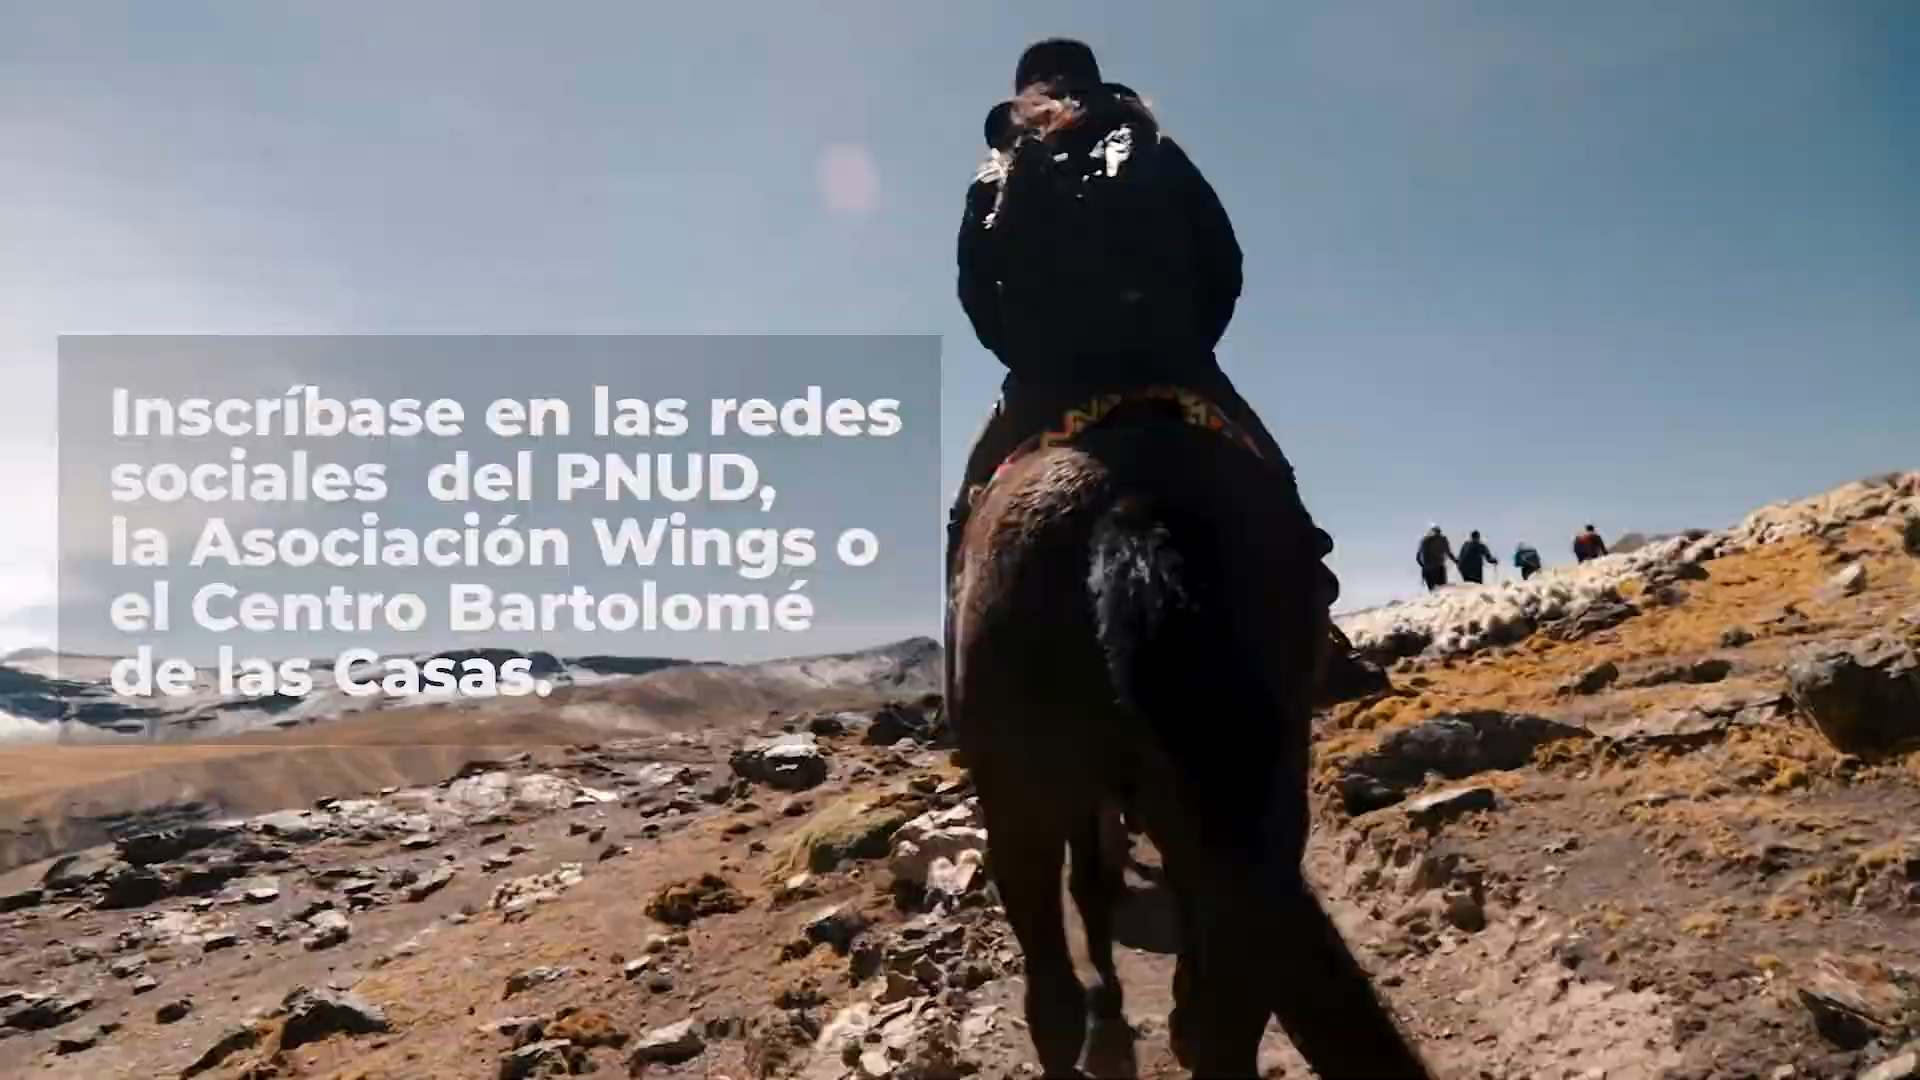 Inscríbase en las redes
sociales del PNUD,
la Asociación Wings o
el Centro Bartolomé
de las Casas.